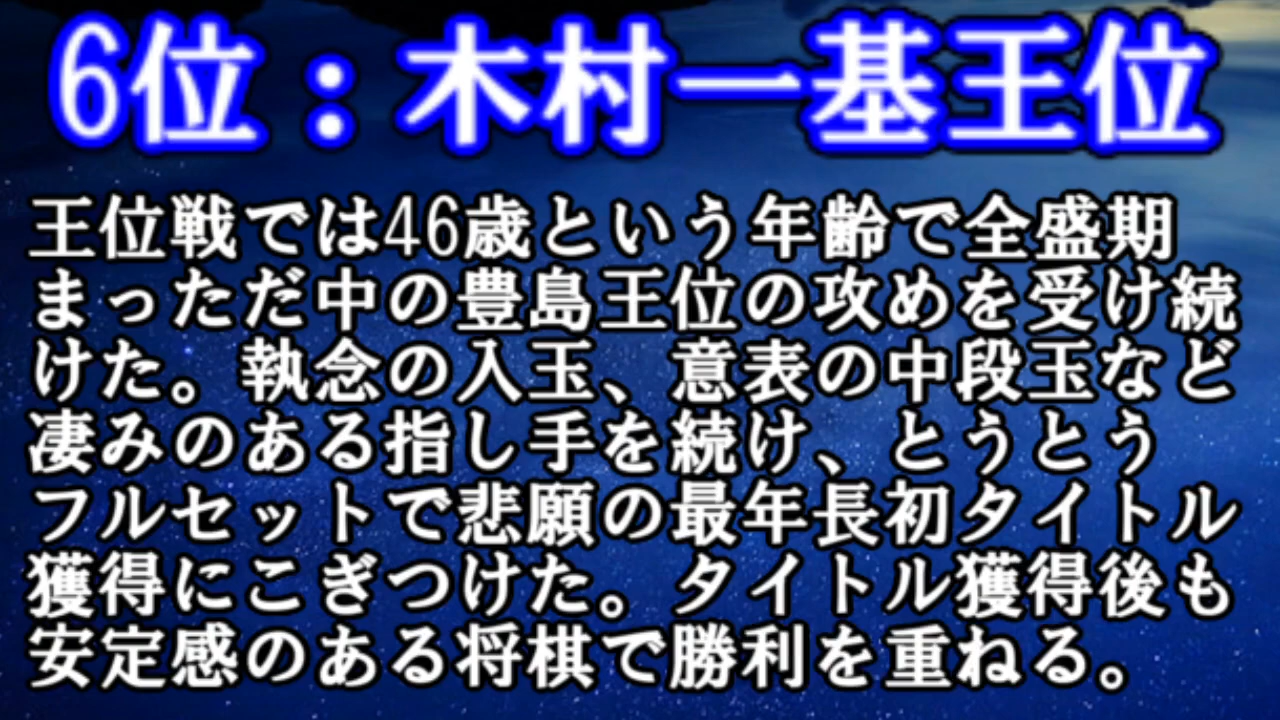 6位：木村一基王位
王位戦では46歳という年齢で全盛期
まっただ中の豊島王位の攻めを受け続
けた。執念の入玉、意表の中段玉など
凄みのある指し手を続け、とうとう
フルセットで悲願の最年長初タイトル
獲得にこぎつけた。タイトル獲得後も
安定感のある将棋で勝利を重ねる。